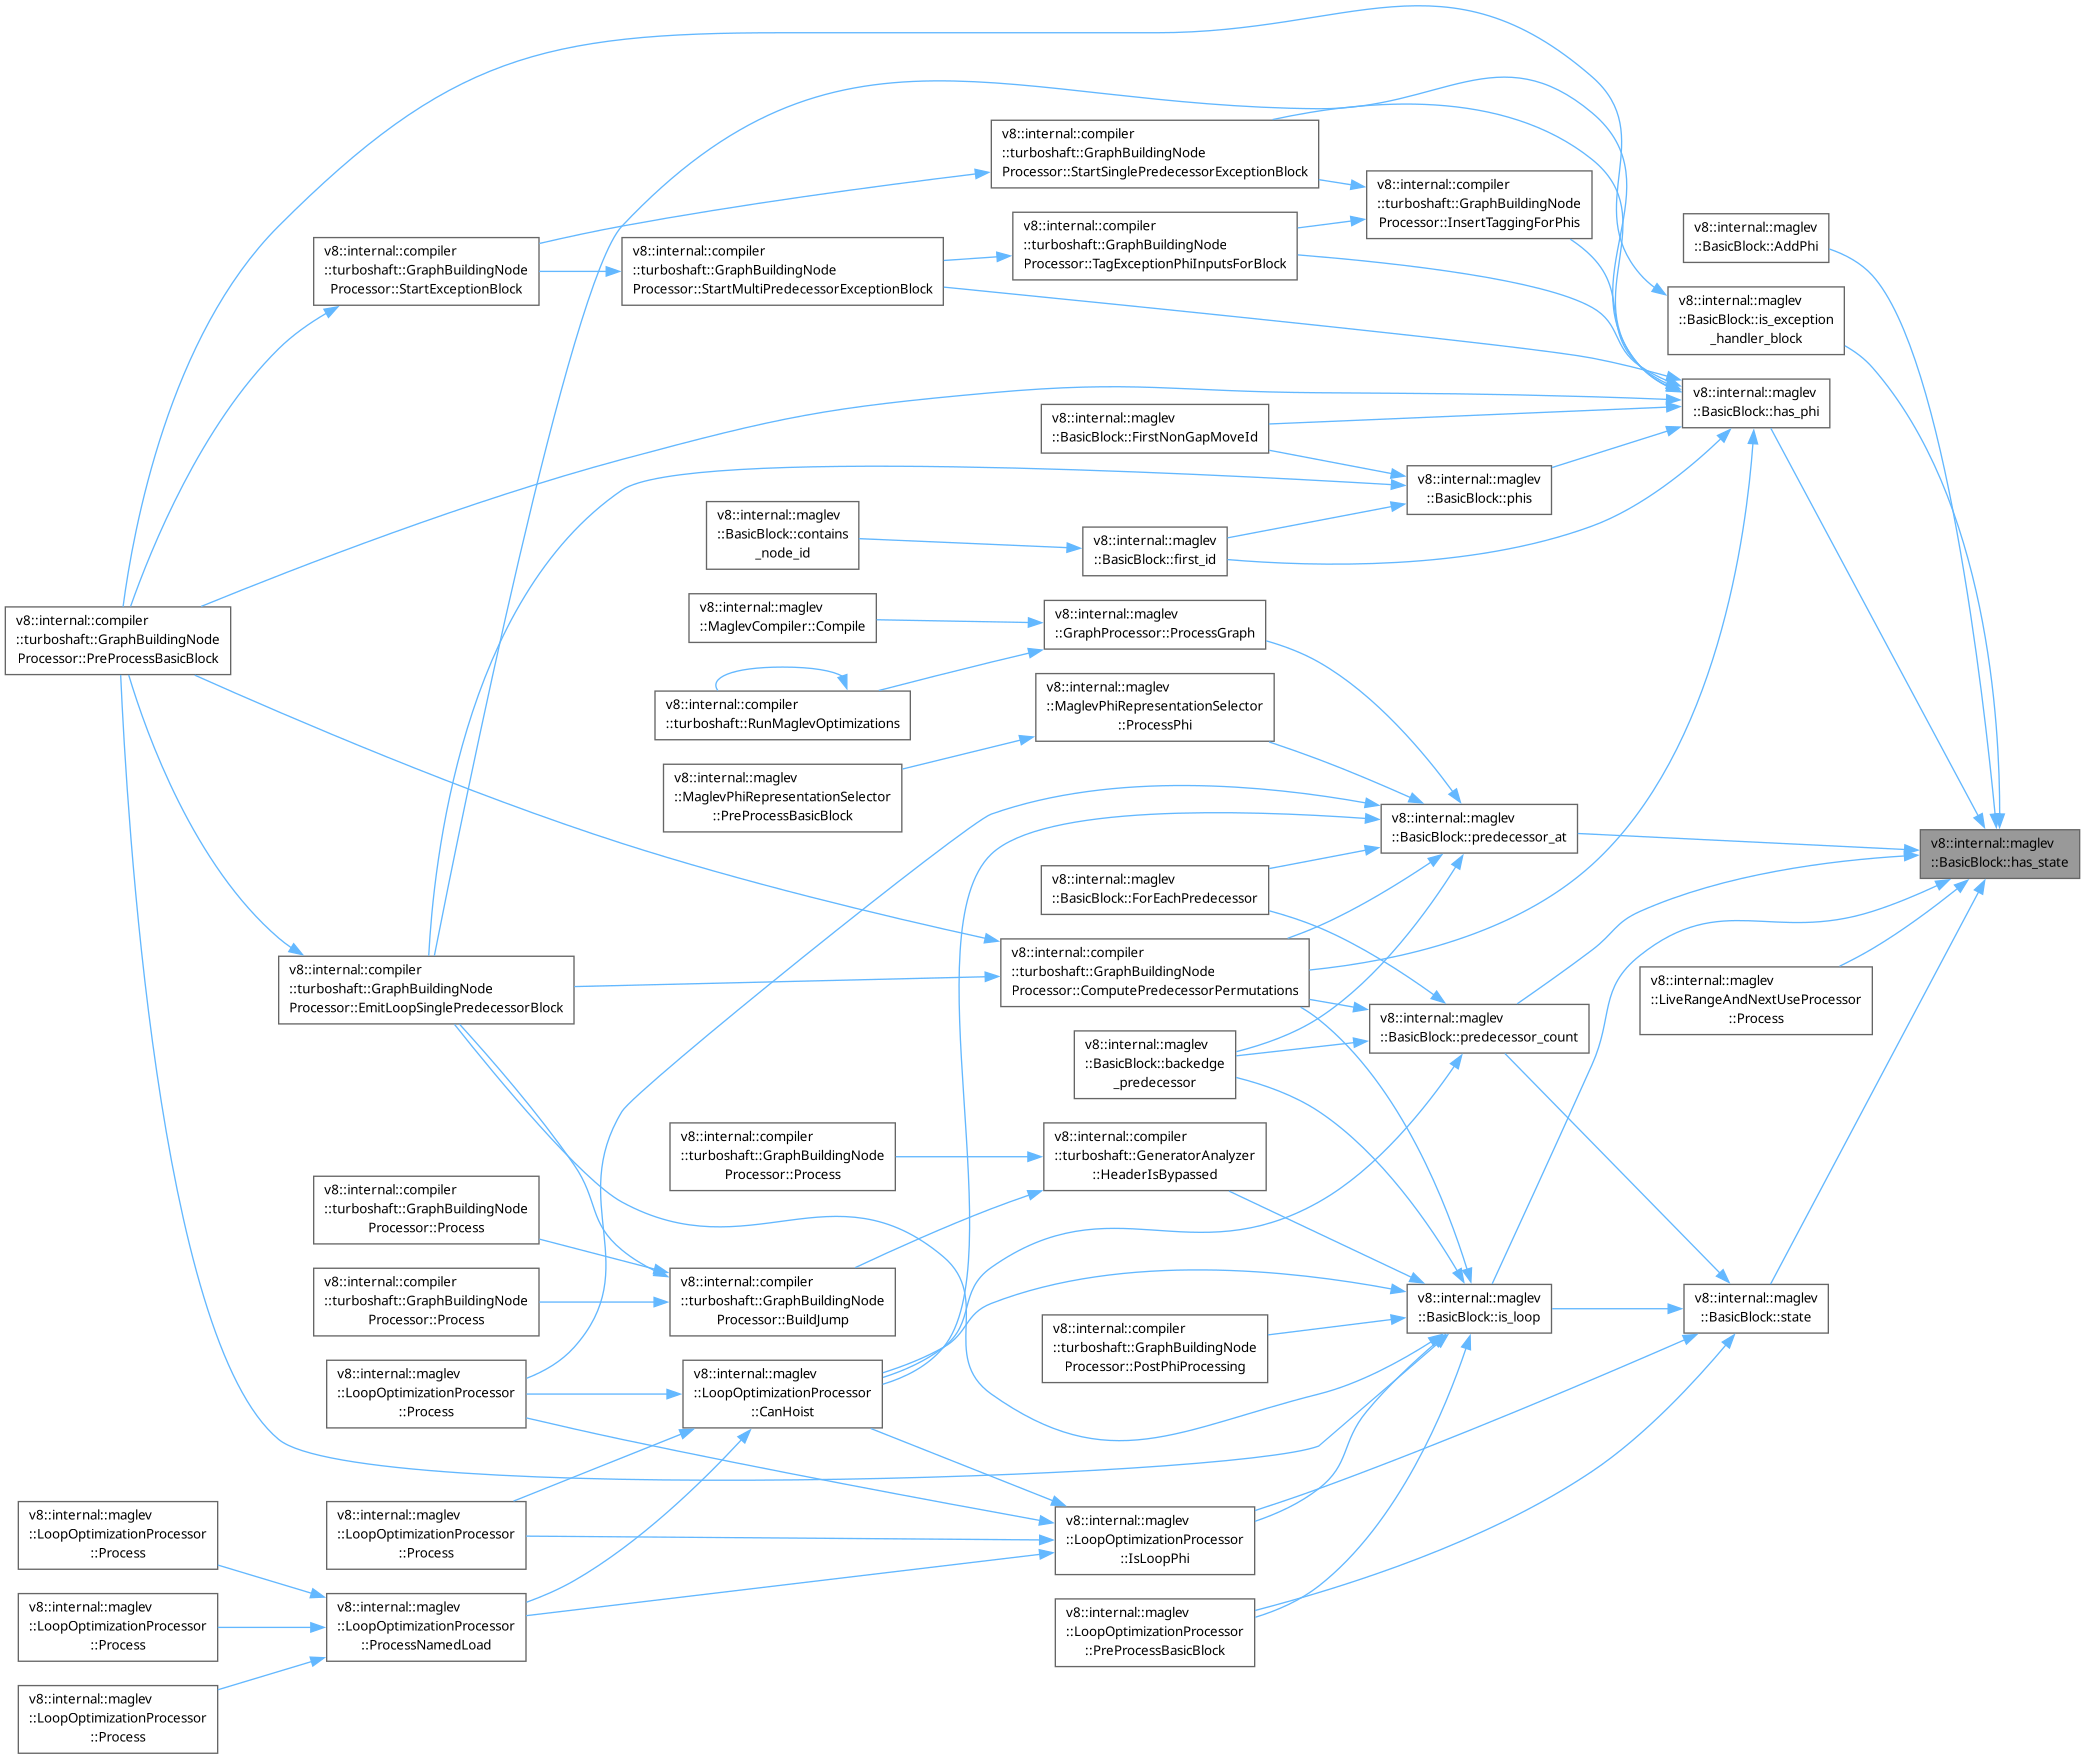 v8::internal::compiler
::turboshaft::GraphBuildingNode
Processor::StartSinglePredecessorExceptionBlock
v8::internal::compiler
::turboshaft::GraphBuildingNode
Processor::InsertTaggingForPhis
v8::internal::maglev
::BasicBlock::AddPhi
v8::internal::compiler
::turboshaft::GraphBuildingNode
Processor::TagExceptionPhiInputsForBlock
v8::internal::compiler
::turboshaft::GraphBuildingNode
Processor::StartExceptionBlock
v8::internal::compiler
::turboshaft::GraphBuildingNode
Processor::StartMultiPredecessorExceptionBlock
v8::internal::maglev
::BasicBlock::is_exception
_handler_block
v8::internal::maglev
::BasicBlock::has_phi
v8::internal::maglev
::BasicBlock::FirstNonGapMoveId
v8::internal::maglev
::BasicBlock::phis
v8::internal::maglev
::BasicBlock::contains
_node_id
v8::internal::maglev
::BasicBlock::first_id
v8::internal::compiler
::turboshaft::GraphBuildingNode
Processor::PreProcessBasicBlock
v8::internal::maglev
::MaglevCompiler::Compile
v8::internal::maglev
::GraphProcessor::ProcessGraph
v8::internal::compiler
::turboshaft::RunMaglevOptimizations
v8::internal::maglev
::MaglevPhiRepresentationSelector
::ProcessPhi
v8::internal::maglev
::MaglevPhiRepresentationSelector
::PreProcessBasicBlock
v8::internal::maglev
::BasicBlock::predecessor_at
v8::internal::maglev
::BasicBlock::has_state
v8::internal::maglev
::BasicBlock::ForEachPredecessor
v8::internal::compiler
::turboshaft::GraphBuildingNode
Processor::ComputePredecessorPermutations
v8::internal::compiler
::turboshaft::GraphBuildingNode
Processor::EmitLoopSinglePredecessorBlock
v8::internal::maglev
::LiveRangeAndNextUseProcessor
::Process
v8::internal::maglev
::BasicBlock::predecessor_count
v8::internal::maglev
::BasicBlock::backedge
_predecessor
v8::internal::compiler
::turboshaft::GraphBuildingNode
Processor::Process
v8::internal::compiler
::turboshaft::GeneratorAnalyzer
::HeaderIsBypassed
v8::internal::compiler
::turboshaft::GraphBuildingNode
Processor::Process
v8::internal::compiler
::turboshaft::GraphBuildingNode
Processor::Process
v8::internal::compiler
::turboshaft::GraphBuildingNode
Processor::BuildJump
v8::internal::maglev
::BasicBlock::is_loop
v8::internal::maglev
::BasicBlock::state
v8::internal::compiler
::turboshaft::GraphBuildingNode
Processor::PostPhiProcessing
v8::internal::maglev
::LoopOptimizationProcessor
::Process
v8::internal::maglev
::LoopOptimizationProcessor
::CanHoist
v8::internal::maglev
::LoopOptimizationProcessor
::Process
v8::internal::maglev
::LoopOptimizationProcessor
::Process
v8::internal::maglev
::LoopOptimizationProcessor
::IsLoopPhi
v8::internal::maglev
::LoopOptimizationProcessor
::Process
v8::internal::maglev
::LoopOptimizationProcessor
::ProcessNamedLoad
v8::internal::maglev
::LoopOptimizationProcessor
::PreProcessBasicBlock
v8::internal::maglev
::LoopOptimizationProcessor
::Process